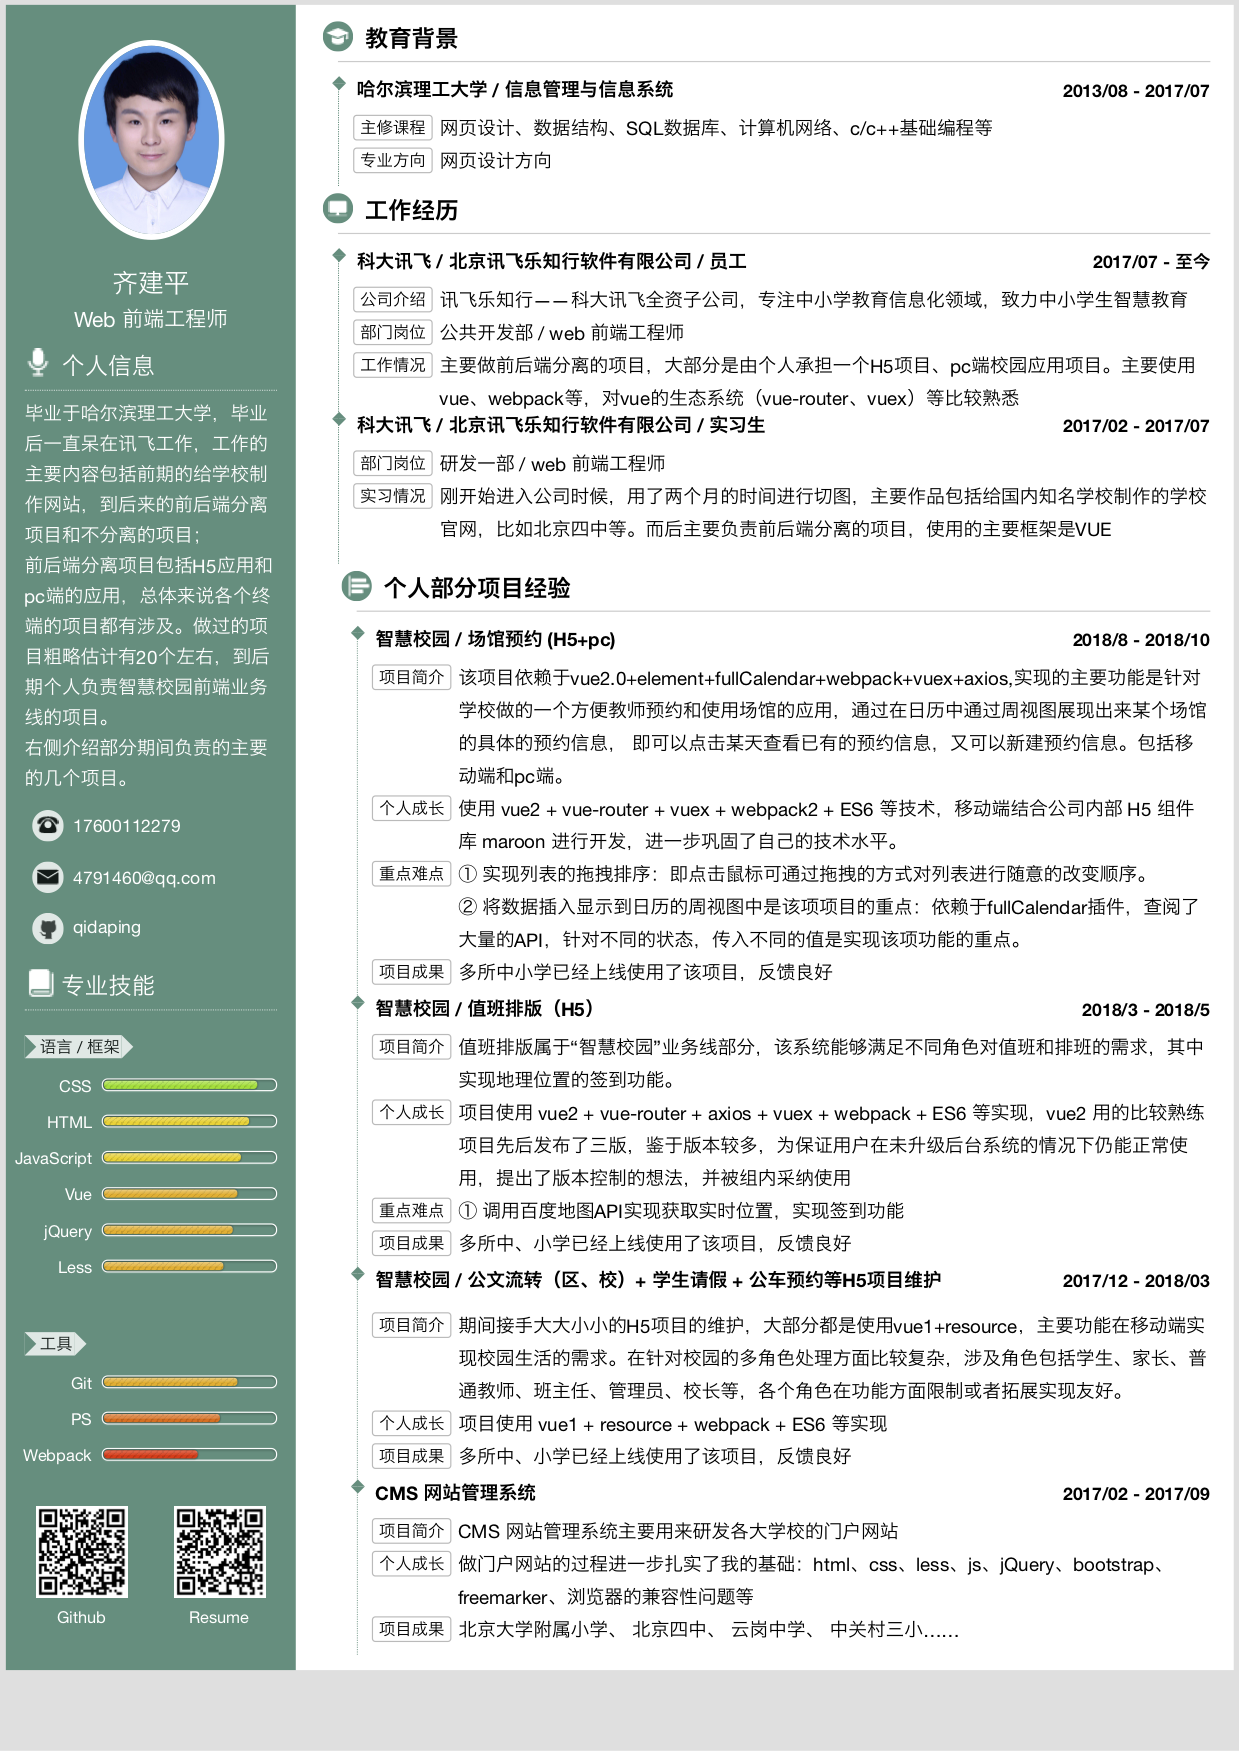 齐建平
Web 前端工程师
个人信息
毕业于哈尔滨理工大学，毕业
后一直呆在讯飞工作，工作的
主要内容包括前期的给学校制
作网站，到后来的前后端分离
项目和不分离的项目；
前后端分离项目包括H5应用和
pc端的应用，总体来说各个终
端的项目都有涉及。做过的项
目粗略估计有20个左右，到后
期个人负责智慧校园前端业务
线的项目。
右侧介绍部分期间负责的主要
的几个项目。
17600112279
4791460@qq.com
qidaping
专业技能
语言 / 框架
CSS
HTML
JavaScript
Vue
jQuery
Less
工具
Git
PS
Webpack
Github Resume
教育背景
哈尔滨理工大学 / 信息管理与信息系统 2013/08 - 2017/07
主修课程 网页设计、数据结构、SQL数据库、计算机网络、c/c++基础编程等
专业方向 网页设计方向
工作经历
科大讯飞 / 北京讯飞乐知行软件有限公司 / 员工 2017/07 - 至今
公司介绍 讯飞乐知行——科大讯飞全资子公司，专注中小学教育信息化领域，致力中小学生智慧教育
部门岗位 公共开发部 / web 前端工程师
工作情况 主要做前后端分离的项目，大部分是由个人承担一个H5项目、pc端校园应用项目。主要使用
vue、webpack等，对vue的生态系统（vue-router、vuex）等比较熟悉
科大讯飞 / 北京讯飞乐知行软件有限公司 / 实习生 2017/02 - 2017/07
部门岗位 研发一部 / web 前端工程师
实习情况 刚开始进入公司时候，用了两个月的时间进行切图，主要作品包括给国内知名学校制作的学校
官网，比如北京四中等。而后主要负责前后端分离的项目，使用的主要框架是VUE
个人部分项目经验
智慧校园 / 场馆预约 (H5+pc) 2018/8 - 2018/10
项目简介 该项目依赖于vue2.0+element+fullCalendar+webpack+vuex+axios,实现的主要功能是针对
学校做的一个方便教师预约和使用场馆的应用，通过在日历中通过周视图展现出来某个场馆
的具体的预约信息， 即可以点击某天查看已有的预约信息，又可以新建预约信息。包括移
动端和pc端。
个人成长 使用 vue2 + vue-router + vuex + webpack2 + ES6 等技术，移动端结合公司内部 H5 组件
库 maroon 进行开发，进一步巩固了自己的技术水平。
重点难点 ① 实现列表的拖拽排序：即点击鼠标可通过拖拽的方式对列表进行随意的改变顺序。
② 将数据插入显示到日历的周视图中是该项项目的重点：依赖于fullCalendar插件，查阅了
大量的API，针对不同的状态，传入不同的值是实现该项功能的重点。
项目成果 多所中小学已经上线使用了该项目，反馈良好
智慧校园 / 值班排版（H5） 2018/3 - 2018/5
项目简介 值班排版属于“智慧校园”业务线部分，该系统能够满足不同角色对值班和排班的需求，其中
实现地理位置的签到功能。
个人成长 项目使用 vue2 + vue-router + axios + vuex + webpack + ES6 等实现，vue2 用的比较熟练
项目先后发布了三版，鉴于版本较多，为保证用户在未升级后台系统的情况下仍能正常使
用，提出了版本控制的想法，并被组内采纳使用
重点难点 ① 调用百度地图API实现获取实时位置，实现签到功能
项目成果 多所中、小学已经上线使用了该项目，反馈良好
智慧校园 / 公文流转（区、校）+ 学生请假 + 公车预约等H5项目维护 2017/12 - 2018/03
项目简介 期间接手大大小小的H5项目的维护，大部分都是使用vue1+resource，主要功能在移动端实
现校园生活的需求。在针对校园的多角色处理方面比较复杂，涉及角色包括学生、家长、普
通教师、班主任、管理员、校长等，各个角色在功能方面限制或者拓展实现友好。
个人成长 项目使用 vue1 + resource + webpack + ES6 等实现
项目成果 多所中、小学已经上线使用了该项目，反馈良好
CMS 网站管理系统 2017/02 - 2017/09
项目简介 CMS 网站管理系统主要用来研发各大学校的门户网站
个人成长 做门户网站的过程进一步扎实了我的基础：html、css、less、js、jQuery、bootstrap、
freemarker、浏览器的兼容性问题等
项目成果 北京大学附属小学、 北京四中、 云岗中学、 中关村三小……